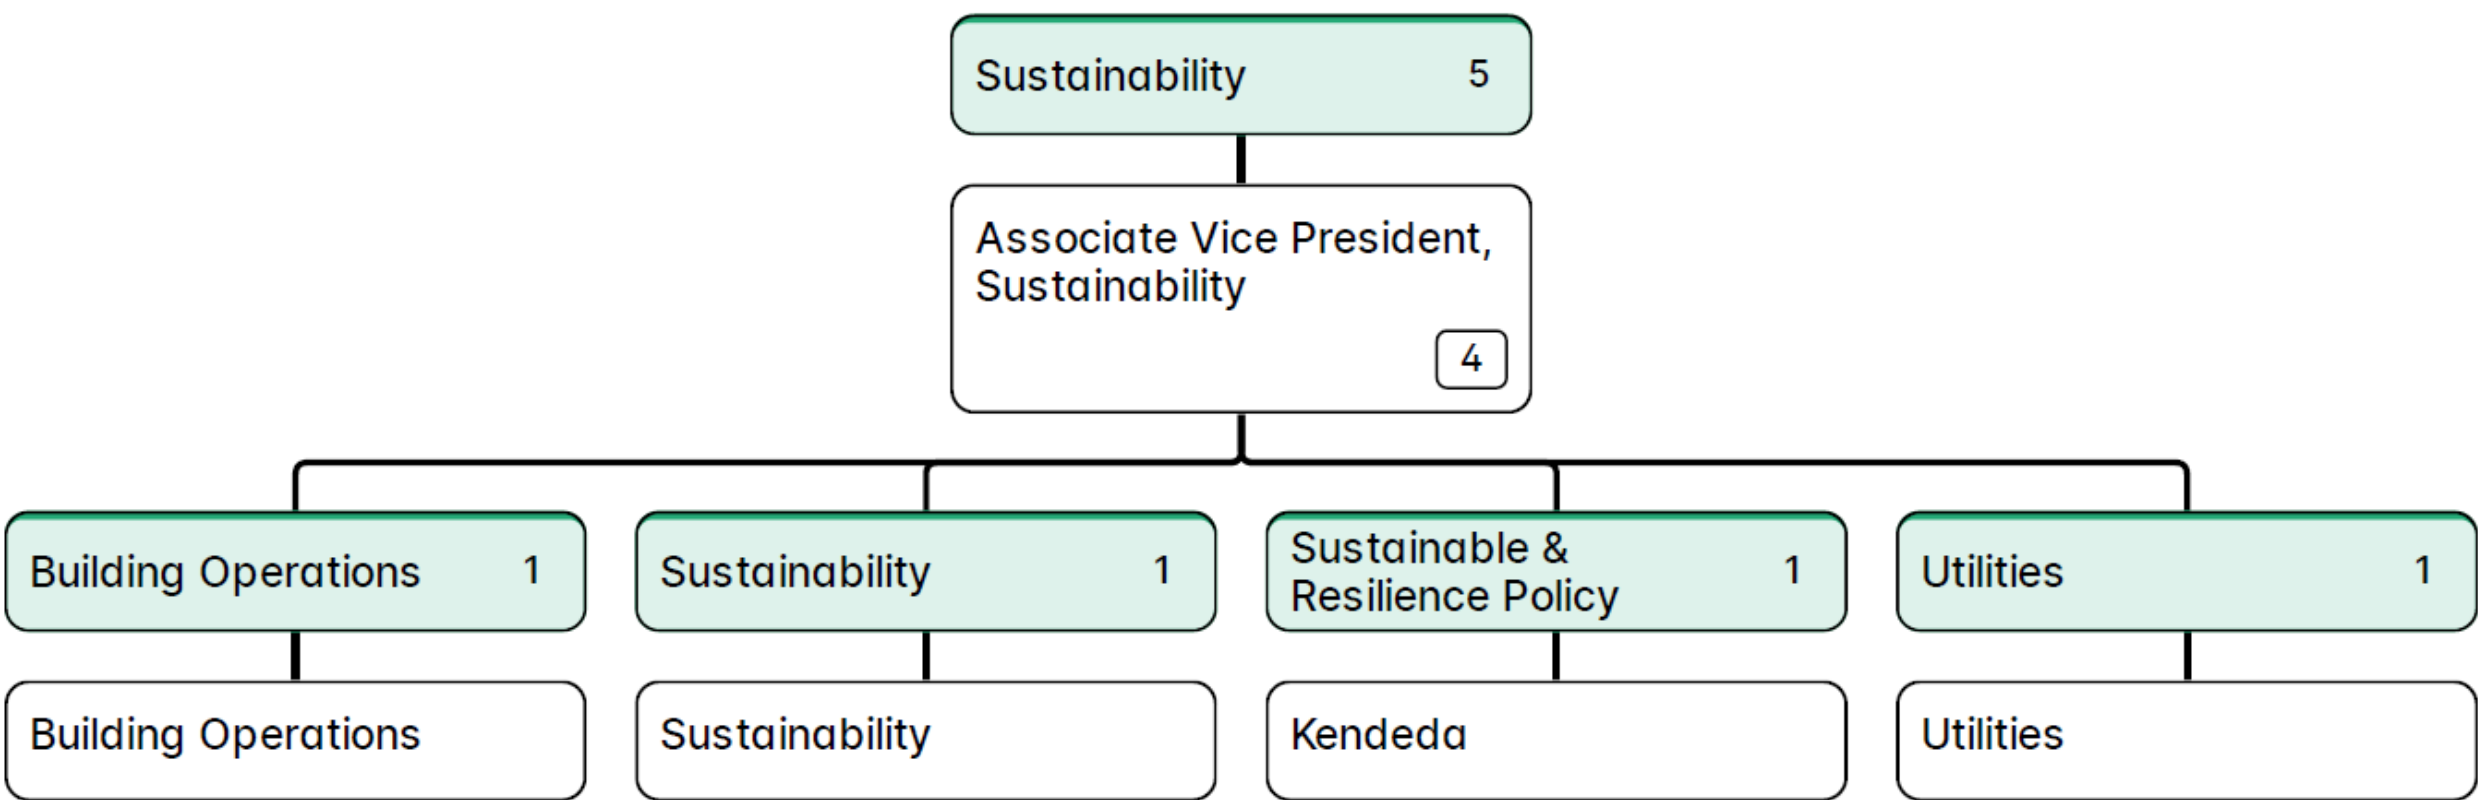 Sustainability 5
Associate Vice President,
Sustainability
4
Building Operations 1
Sustainability 1
Sustainable &
Resilience Policy 1
Utilities 1
Building Operations
Sustainability
Kendeda
Utilities